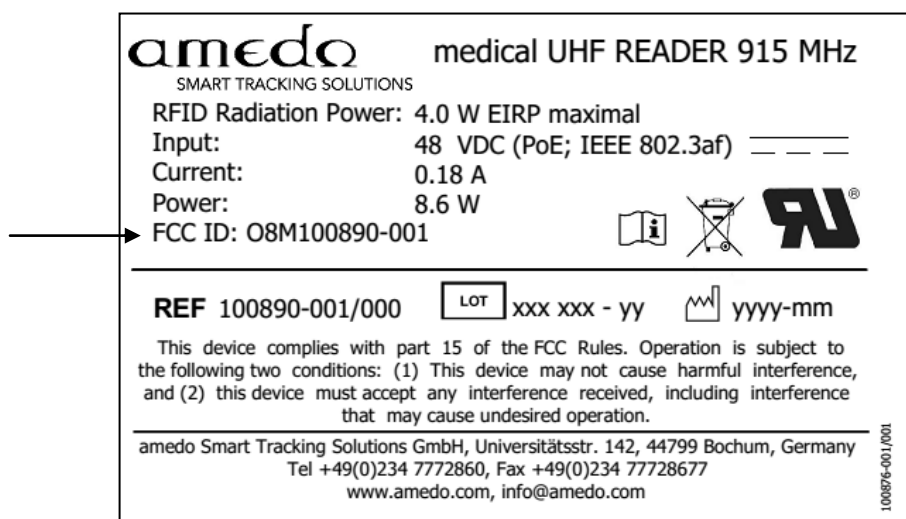 amedo
medical UHF READER 915 MHz
SMART TRACKING SOLUTIONS
RFID Radiation Power: 4.0 W EIRP maximal
Input: 48 VDC (PoE; IEEE 802.3af)
Current: 0.18 A
Power: 8.6 W
FCC ID: O8M100890-001
RU ®
REF 100890-001/000 LOT xxx xxx - yy yyyy-mm
This device complies with part 15 of the FCC Rules. Operation is subject to
the following two conditions: (1) This device may not cause harmful interference,
and (2) this device must accept any interference received, including interference
that may cause undesired operation.
amedo Smart Tracking Solutions GmbH, Universitätsstr. 142, 44799 Bochum, Germany
Tel +49(0)234 7772860, Fax +49(0)234 77728677
www.amedo.com, info@amedo.com
100876-001/001